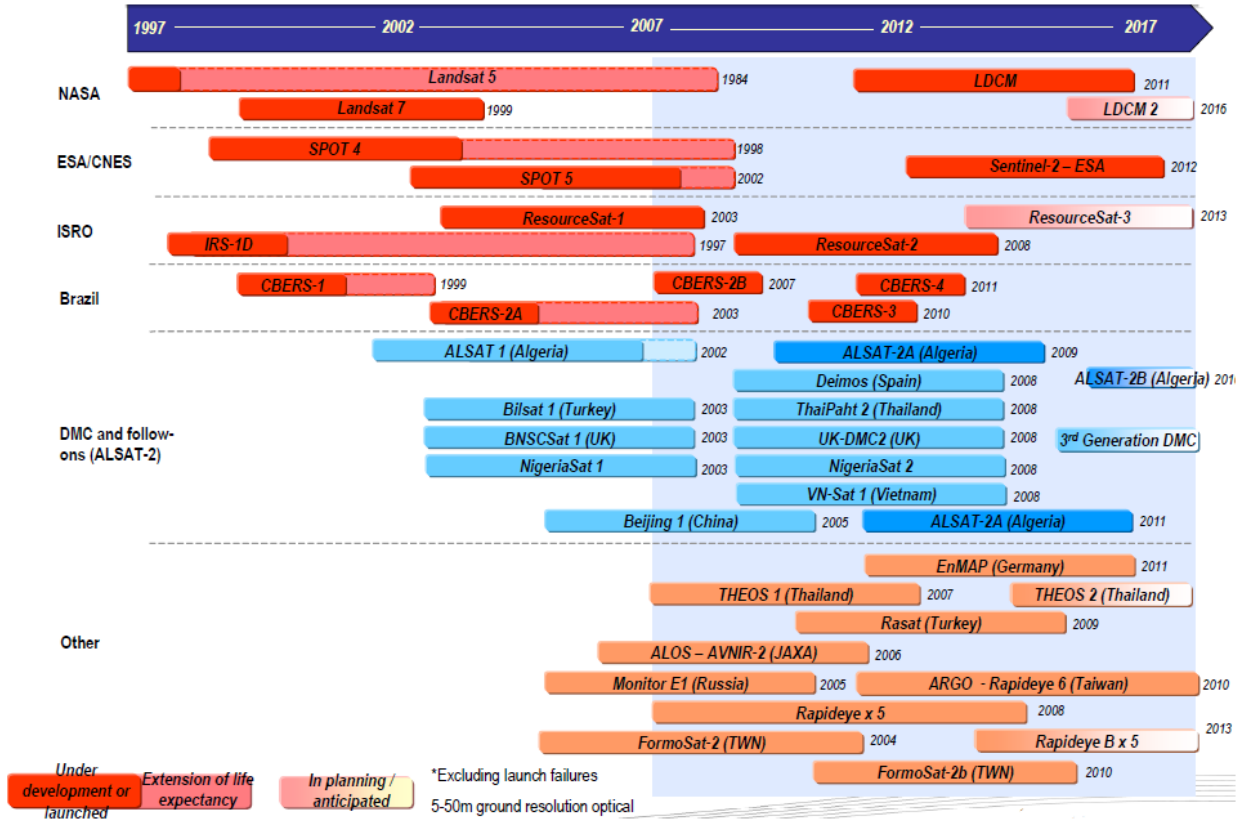 1997 2002 2007 2012 2017
NASA
Landsat 5 1984
LDCM 2011
Landsat 7 1999
LDCM 2 2016
ESA/CNES
SPOT 4 1998
SPOT 5 2002
Sentinel-2 – ESA 2012
ISRO
ResourceSat-1 2003
ResourceSat-3 2013
IRS-1D 1997
ResourceSat-2 2008
Brazil
CBERS-1 1999
CBERS-2B 2007
CBERS-4 2011
CBERS-2A 2003
CBERS-3 2010
DMC and follow-
ons (ALSAT-2)
ALSAT 1 (Algeria) 2002
ALSAT-2A (Algeria) 2009
Deimos (Spain) 2008
ALSAT-2B (Algeria) 201
Bilsat 1 (Turkey) 2003
ThaiPaht 2 (Thailand) 2008
BNSCSat 1 (UK) 2003
UK-DMC2 (UK) 2008
3rd Generation DMC
NigeriaSat 1 2003
NigeriaSat 2 2008
VN-Sat 1 (Vietnam) 2008
Beijing 1 (China) 2005
ALSAT-2A (Algeria) 2011
Other
EnMAP (Germany) 2011
THEOS 1 (Thailand) 2007
THEOS 2 (Thailand)
Rasat (Turkey) 2009
ALOS – AVNIR-2 (JAXA) 2006
Monitor E1 (Russia) 2005
ARGO - Rapideye 6 (Taiwan) 2010
Rapideye x 5 2008
FormoSat-2 (TWN) 2004
Rapideye B x 5 2013
FormoSat-2b (TWN) 2010
Under
development or
launched
Extension of life
expectancy
In planning /
anticipated
*Excluding launch failures
5-50m ground resolution optical